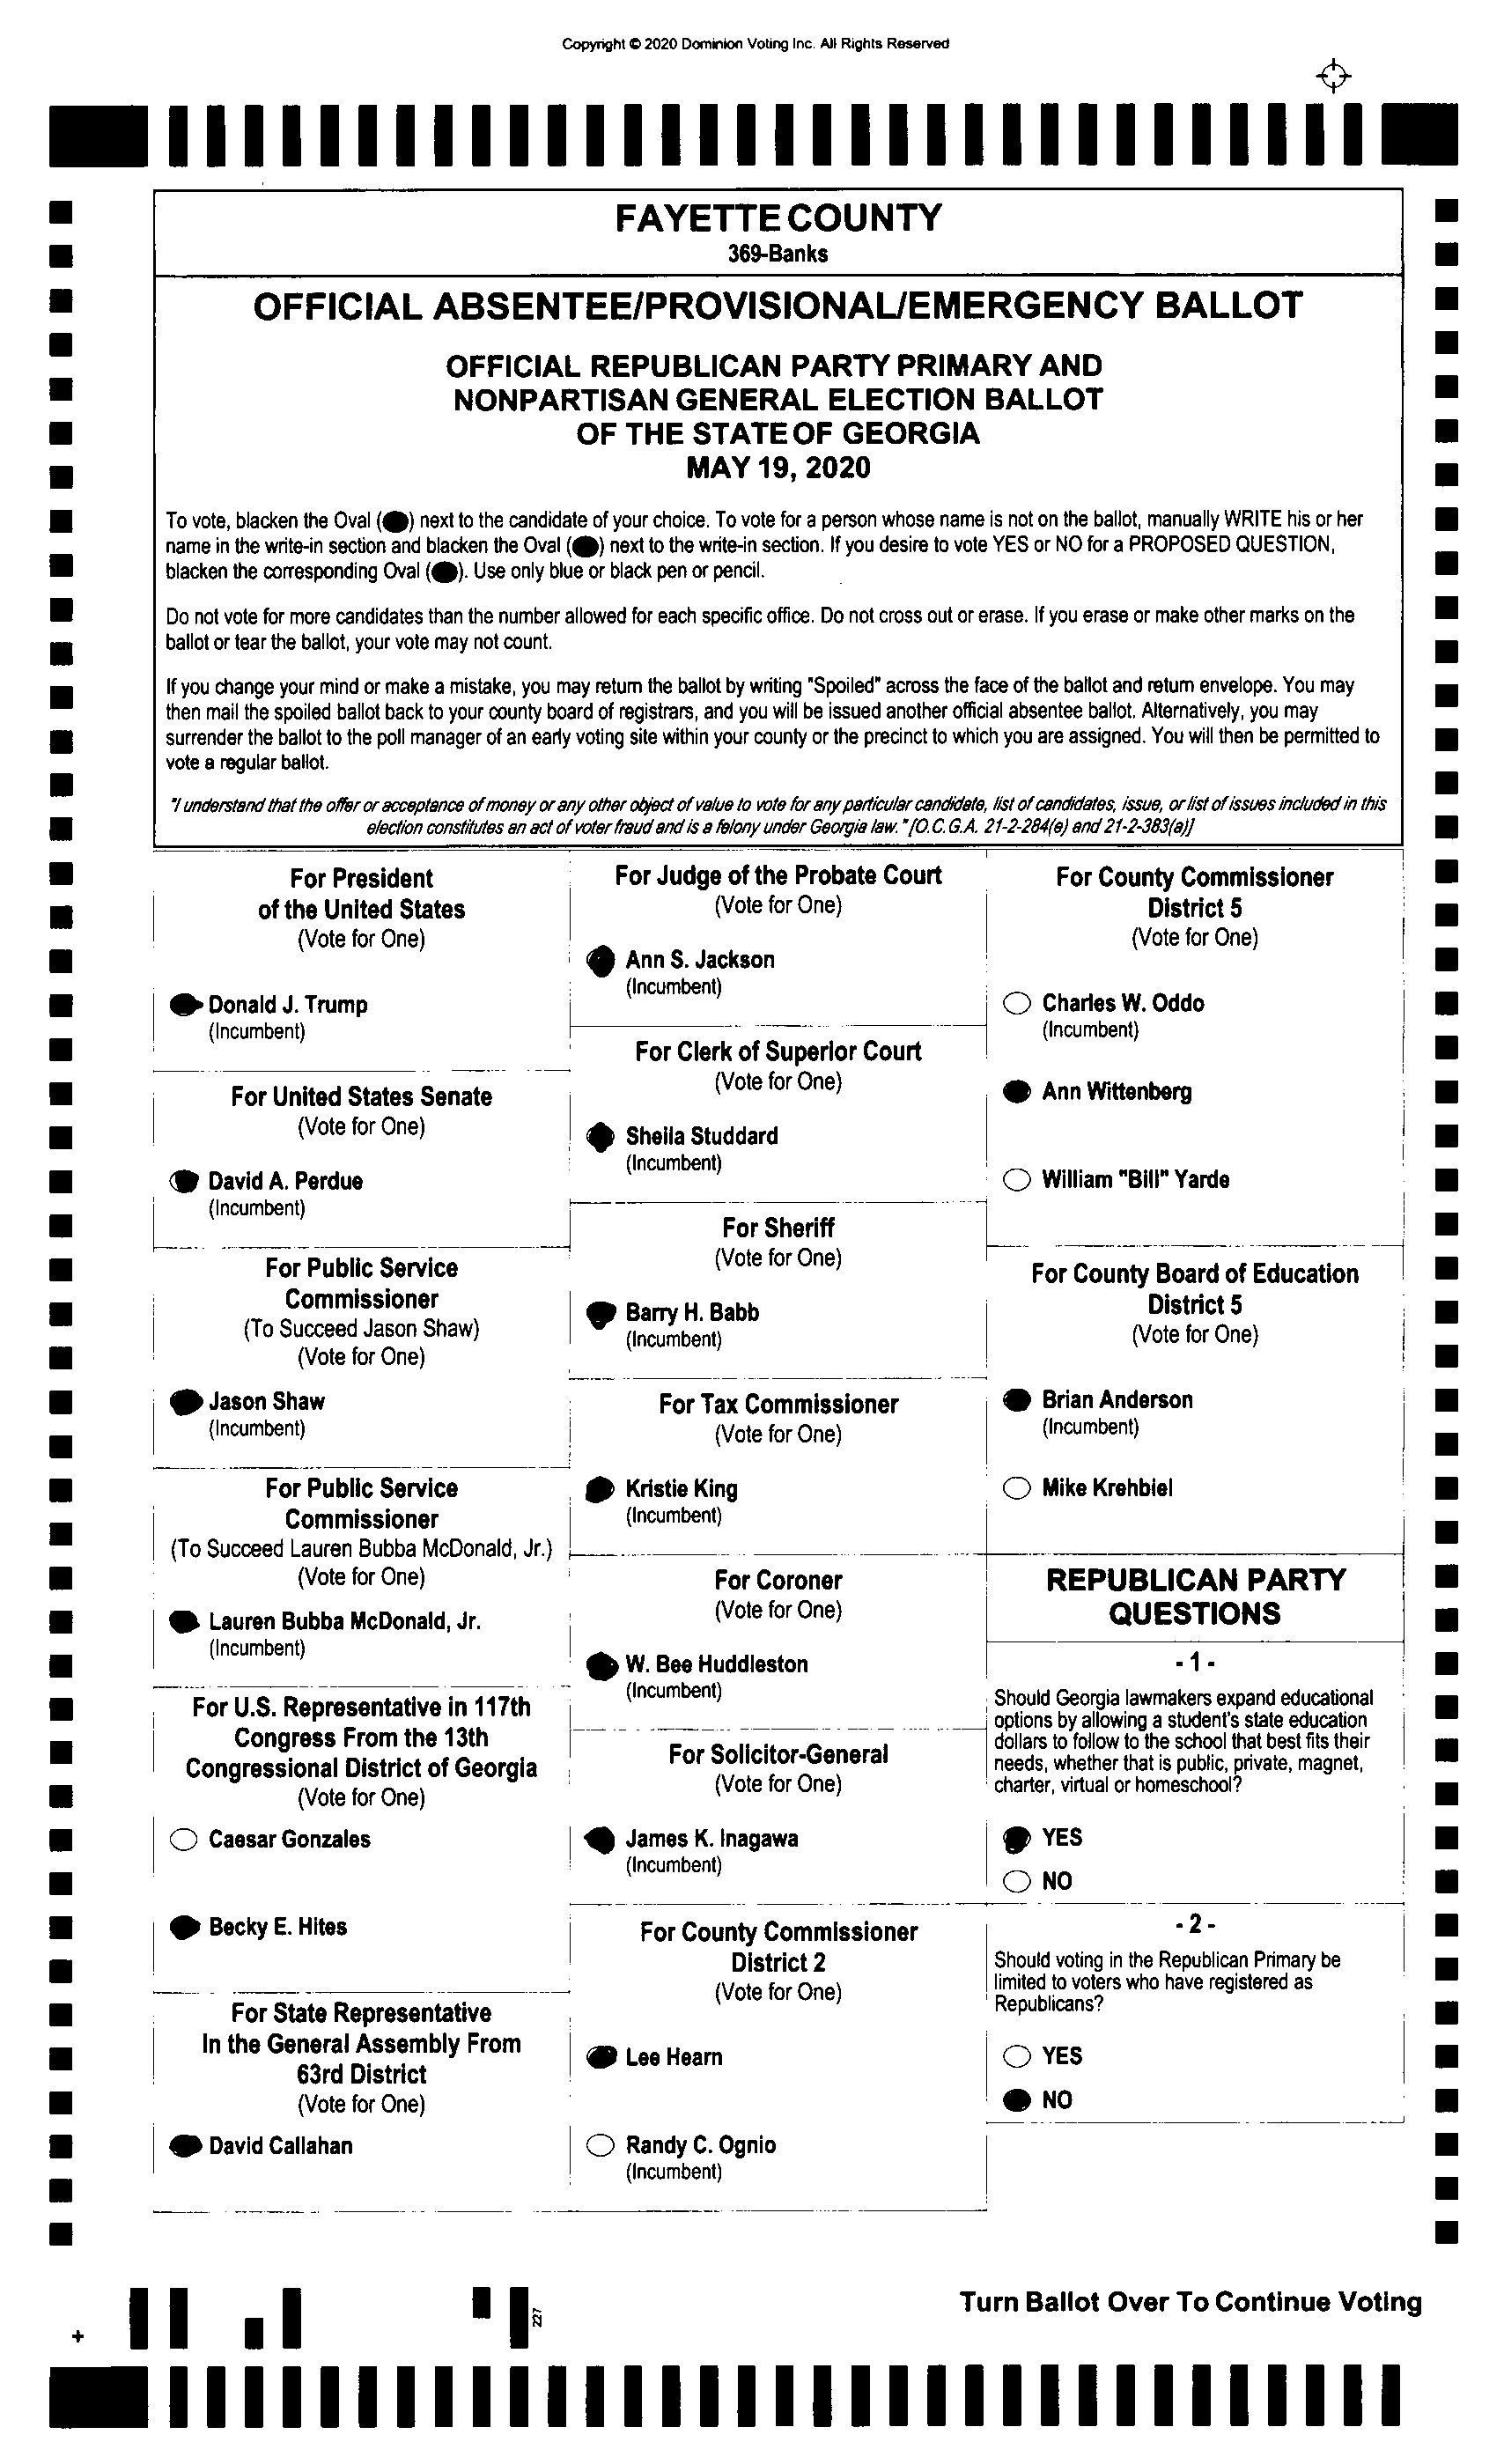 Copyright © 2020 Dominion Voting Inc. All Rights Reserved
FAYETTE COUNTY
369-Banks
OFFICIAL ABSENTEE/PROVISIONAL/EMERGENCY BALLOT
OFFICIAL REPUBLICAN PARTY PRIMARY AND
NONPARTISAN GENERAL ELECTION BALLOT
OF THE STATE OF GEORGIA
MAY 19, 2020
To vote, blacken the Oval ( ) next to the candidate of your choice. To vote for a person whose name is not on the ballot, manually WRITE his or her
name in the write-in section and blacken the Oval ( ) next to the write-in section. If you desire to vote YES or NO for a PROPOSED QUESTION,
blacken the corresponding Oval ( ). Use only blue or black pen or pencil.
Do not vote for more candidates than the number allowed for each specific office. Do not cross out or erase. If you erase or make other marks on the
ballot or tear the ballot, your vote may not count.
If you change your mind or make a mistake, you may return the ballot by writing "Spoiled" across the face of the ballot and return envelope. You may
then mail the spoiled ballot back to your county board of registrars, and you will be issued another official absentee ballot. Alternatively, you may
surrender the ballot to the poll manager of an early voting site within your county or the precinct to which you are assigned. You will then be permitted to
vote a regular ballot.
"I understand that the offer or acceptance of money or any other object of value to vote for any particular candidate, list of candidates, issue, or list of issues included in this
election constitutes an act of voter fraud and is a felony under Georgia law." [O.C.G.A. 21-2-284(e) and 21-2-383(a)]
For President
of the United States
(Vote for One)
Donald J. Trump
(Incumbent)
For United States Senate
(Vote for One)
David A. Perdue
(Incumbent)
For Public Service
Commissioner
(To Succeed Jason Shaw)
(Vote for One)
Jason Shaw
(Incumbent)
For Public Service
Commissioner
(To Succeed Lauren Bubba McDonald, Jr.)
(Vote for One)
Lauren Bubba McDonald, Jr.
(Incumbent)
For U.S. Representative in 117th
Congress From the 13th
Congressional District of Georgia
(Vote for One)
Caesar Gonzales
Becky E. Hites
For State Representative
In the General Assembly From
63rd District
(Vote for One)
David Callahan
For Judge of the Probate Court
(Vote for One)
Ann S. Jackson
(Incumbent)
For Clerk of Superior Court
(Vote for One)
Sheila Studdard
(Incumbent)
For Sheriff
(Vote for One)
Barry H. Babb
(Incumbent)
For Tax Commissioner
(Vote for One)
Kristie King
(Incumbent)
For Coroner
(Vote for One)
W. Bee Huddleston
(Incumbent)
For Solicitor-General
(Vote for One)
James K. Inagawa
(Incumbent)
For County Commissioner
District 2
(Vote for One)
Lee Hearn
Randy C. Ognio
(Incumbent)
For County Commissioner
District 5
(Vote for One)
Charles W. Oddo
(Incumbent)
Ann Wittenberg
William "Bill" Yarde
For County Board of Education
District 5
(Vote for One)
Brian Anderson
(Incumbent)
Mike Krehbiel
REPUBLICAN PARTY
QUESTIONS
- 1 -
Should Georgia lawmakers expand educational
options by allowing a student's state education
dollars to follow to the school that best fits their
needs, whether that is public, private, magnet,
charter, virtual or homeschool?
YES
NO
- 2 -
Should voting in the Republican Primary be
limited to voters who have registered as
Republicans?
YES
NO
Turn Ballot Over To Continue Voting
227
+